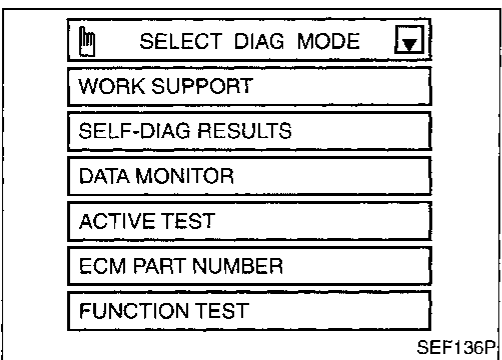 SELECT DIAG MODE
WORK SUPPORT
SELF-DIAG RESULTS
DATA MONITOR
ACTIVE TEST
ECM PART NUMBER
FUNCTION TEST
SEF136P